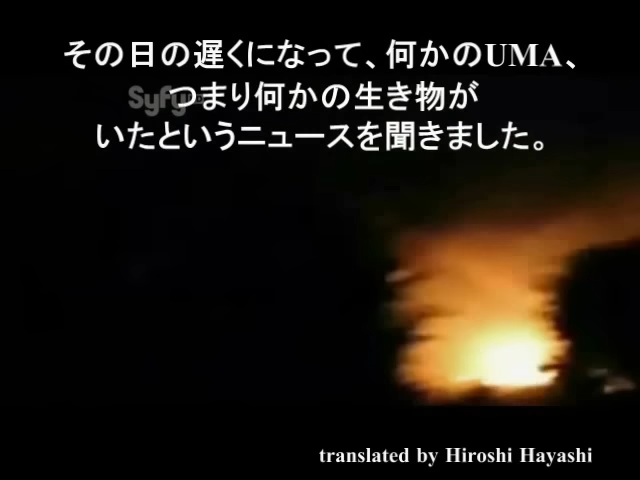 その日の遅くになって、何かのUMA、
Syfy
つまり何かの生き物が
いたというニュースを聞きました。
translated by Hiroshi Hayashi